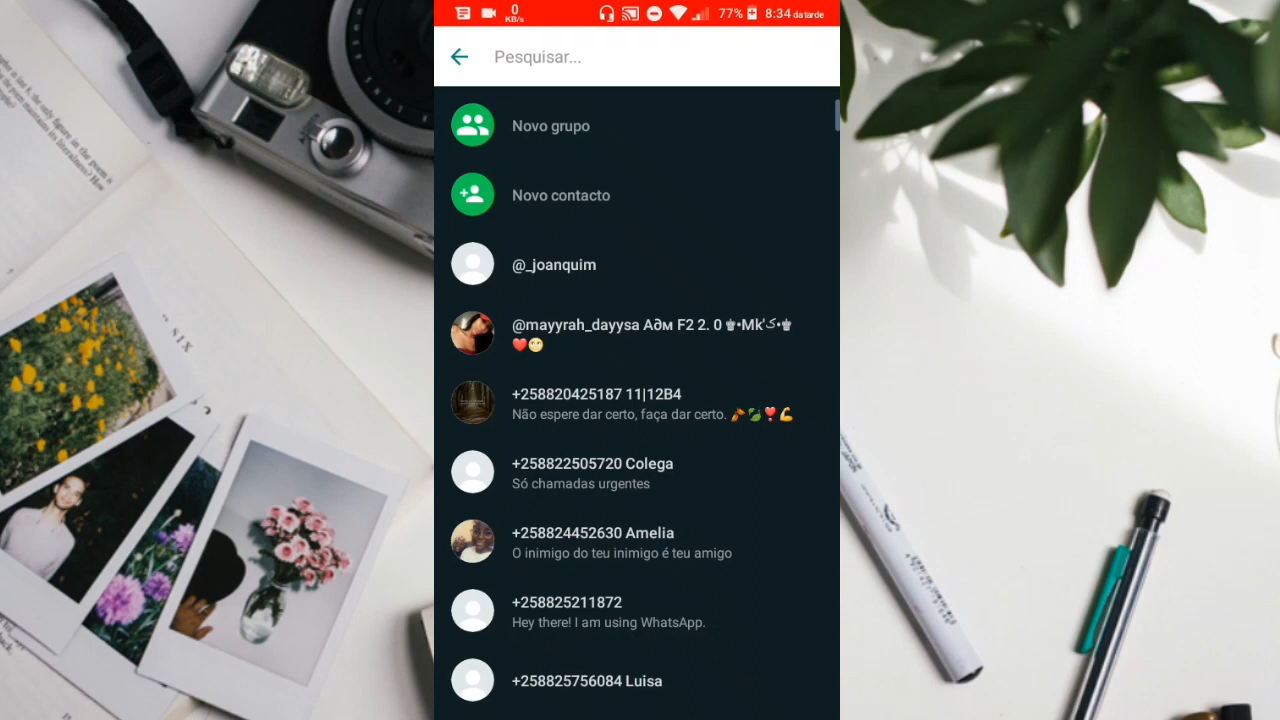 0
KB/s
77%
8:34 da tarde
Pesquisar...
Novo grupo
Novo contacto
@_joanquim
@mayyrah_dayysa A∂м F2 2. 0 ♚•Mk'ک•♚
❤️🙄
+258820425187 11|12B4
Não espere dar certo, faça dar certo. 🥕🥦❣️💪
+258822505720 Colega
Só chamadas urgentes
+258824452630 Amelia
O inimigo do teu inimigo é teu amigo
+258825211872
Hey there! I am using WhatsApp.
+258825756084 Luisa
SIX